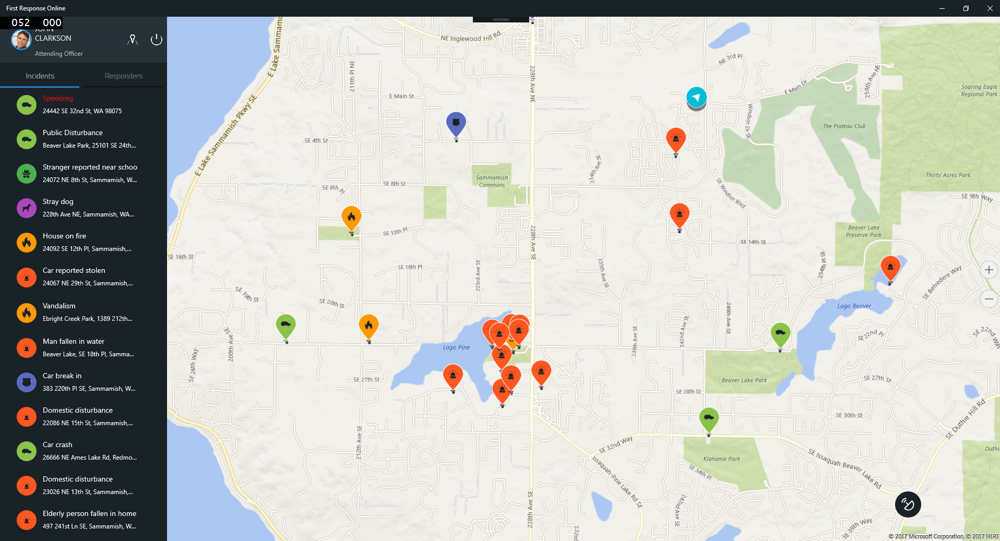 First Response Online
052 000
JOHN
CLARKSON
Attending Officer
Incidents
Responders
Speeding
24442 SE 32nd St, WA 98075
Public Disturbance
Beaver Lake Park, 25101 SE 24th...
Stranger reported near schoo
24072 NE 8th St, Sammamish, W...
Stray dog
228th Ave NE, Sammamish, WA...
House on fire
24092 SE 12th Pl, Sammamish,...
Car reported stolen
24067 NE 29th St, Sammamish,...
Vandalism
Ebright Creek Park, 1389 212th...
Man fallen in water
Beaver Lake, SE 18th Pl, Samma...
Car break in
383 220th Pl SE, Sammamish, W...
Domestic disturbance
22086 NE 15th St, Sammamish,...
Car crash
26666 NE Ames Lake Rd, Redmo...
Domestic disturbance
23026 NE 13th St, Sammamish,...
Elderly person fallen in home
497 241st Ln SE, Sammamish, W...
E Lake Sammamish
NE Inglewood Hill Rd
NE 3rd Pl
211th Pl NE
228th Ave NE
E Main St
E Main Dr
259th Ave NE
Soaring Eagle
Regional Park
E Lake Sammamish Pkwy SE
Windsor Dr SE
The Plateau Club
SE 4th St
234th Ave SE
Sammamish
Commons
Thirty Acres Park
SE 8th Pl
SE 8th St
SE Windsor Blvd
SE 9th Way
SE 13th Pl
228th Ave SE
SE 14th St
Beaver Lake
Preserve Park
SE 16th St
SE 16th Pl
223rd Ave SE
235th Ave SE
254th Pl SE
SE Belvedere Way
SE 19th St
SE 20th St
246th Ave SE
Lago Beaver
200th Ave
SE 24th Way
Lago Pine
238th Ave SE
242nd Ave SE
SE 22nd Pl
SE 22nd Way
SE 27th St
Beaver Lake Park
SE 27th St
SE 28th St
SE 30th St
SE Duthie Hill Rd
212th Ave SE
SE 32nd Way
Klahanie Park
SE Issaquah Beaver Lake Rd
Duthi
SE 34th Pl
Issaquah-Pine Lake Rd SE
228th Ave SE
242nd Ave SE
232nd
SE 39th Way
© 2017 Microsoft Corporation, © 2017 HERE